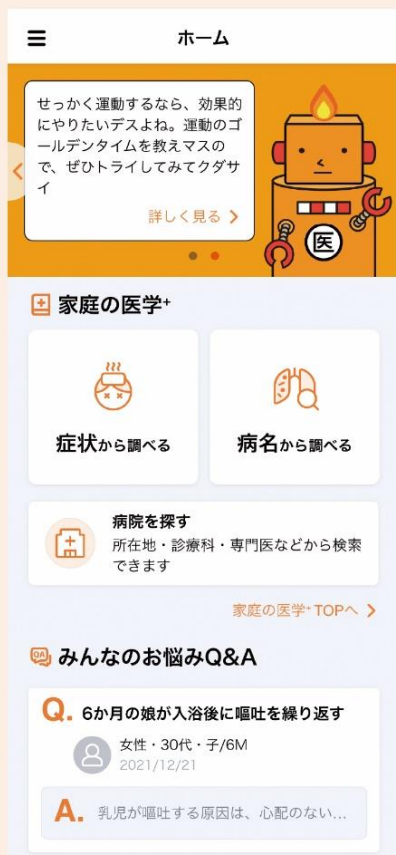 ホーム
せっかく運動するなら、効果的
にやりたいデスよね。運動のゴ
ールデンタイムを教えマスの
で、ぜひトライしてみてクダサ
イ
詳しく見る
医
家庭の医学+
症状から調べる
病名から調べる
病院を探す
所在地・診療科・専門医などから検索
できます
家庭の医学+ TOPへ
QA みんなのお悩みQ&A
Q. 6か月の娘が入浴後に嘔吐を繰り返す
女性・30代・子/6M
2021/12/21
A. 乳児が嘔吐する原因は、心配のない...